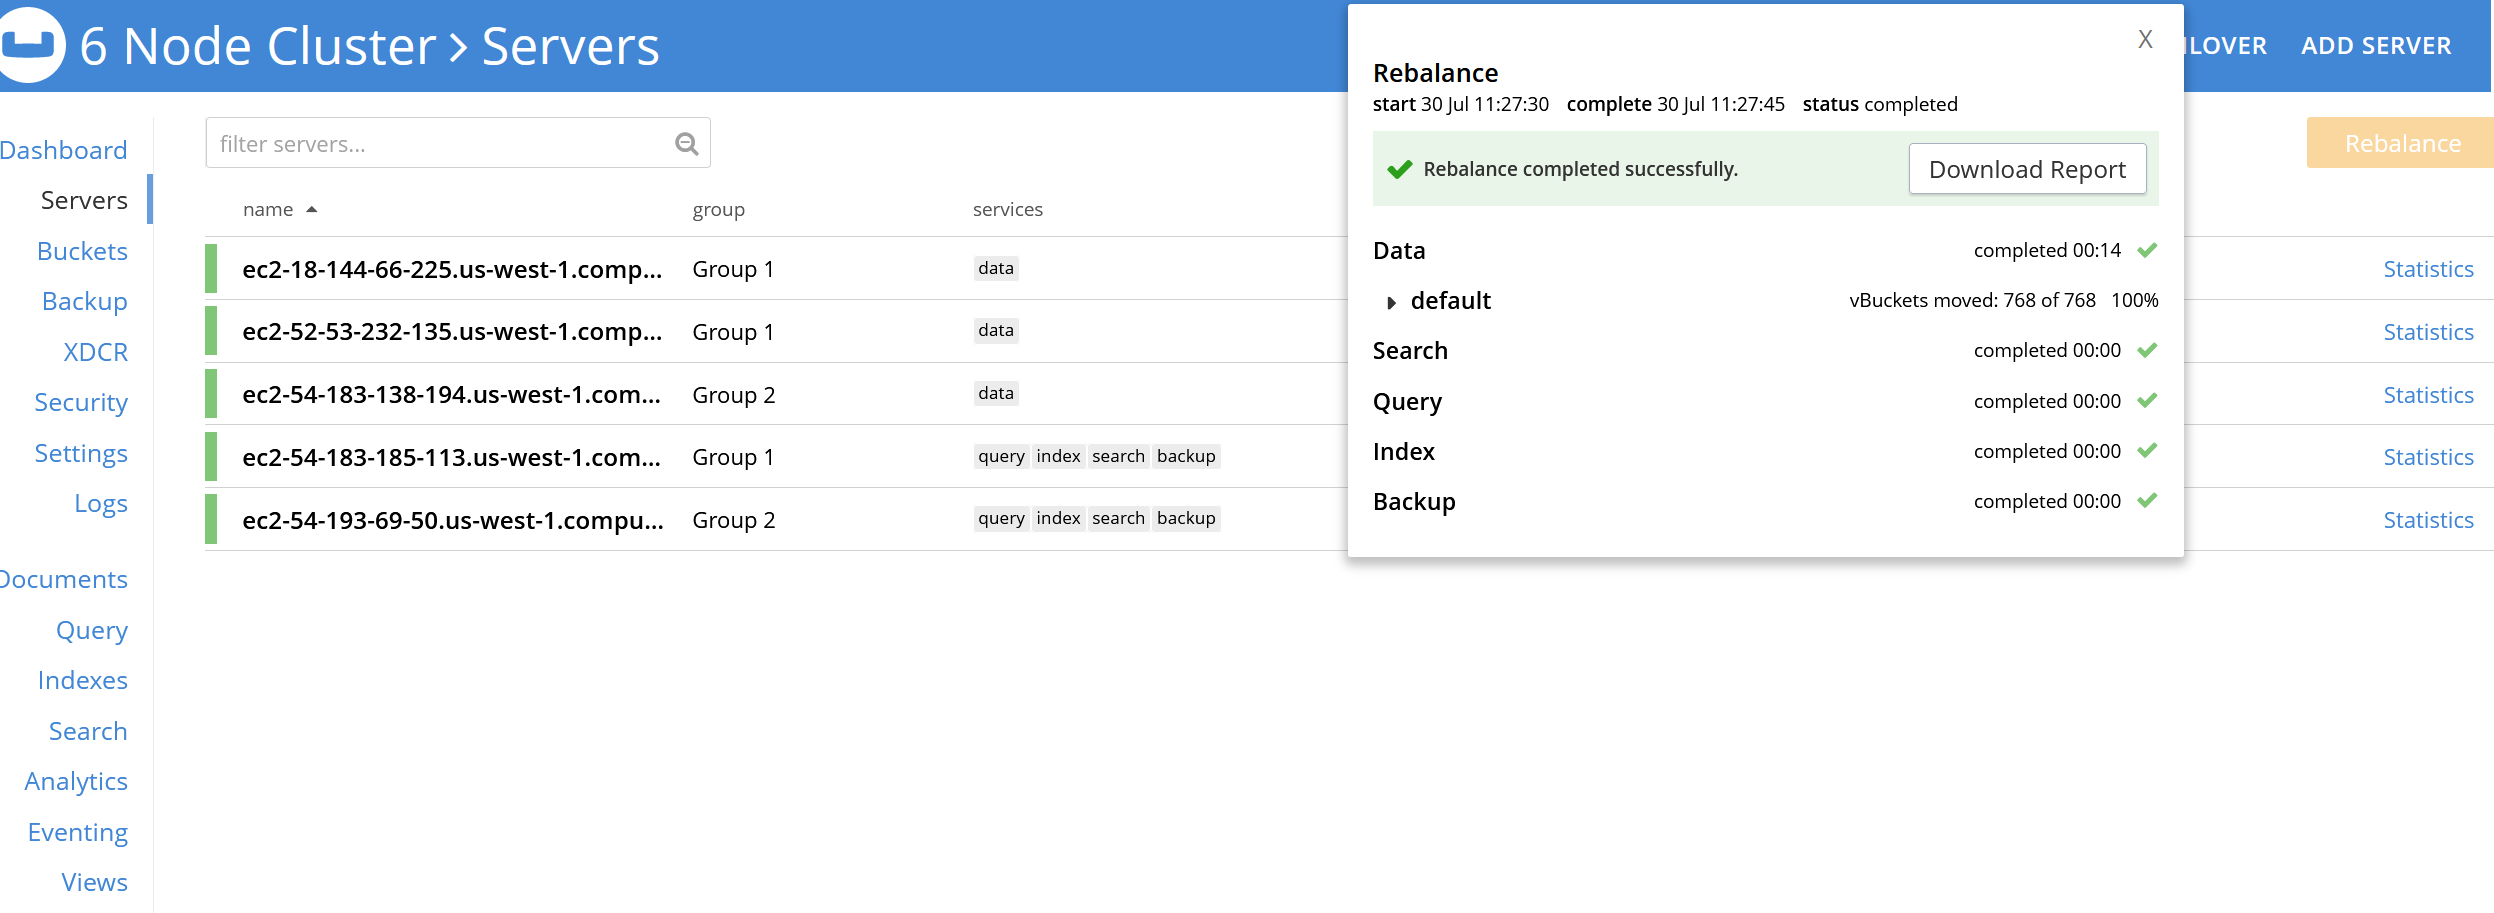 6 Node Cluster > Servers
ADD SERVER
Dashboard
Servers
Buckets
Backup
XDCR
Security
Settings
Logs
Documents
Query
Indexes
Search
Analytics
Eventing
Views
filter servers...
Rebalance
name group services
ec2-18-144-66-225.us-west-1.comp... Group 1 data Statistics
ec2-52-53-232-135.us-west-1.comp... Group 1 data Statistics
ec2-54-183-138-194.us-west-1.com... Group 2 data Statistics
ec2-54-183-185-113.us-west-1.com... Group 1 query index search backup Statistics
ec2-54-193-69-50.us-west-1.compu... Group 2 query index search backup Statistics
X
Rebalance
start 30 Jul 11:27:30 complete 30 Jul 11:27:45 status completed
Rebalance completed successfully. Download Report
Data completed 00:14
default vBuckets moved: 768 of 768 100%
Search completed 00:00
Query completed 00:00
Index completed 00:00
Backup completed 00:00